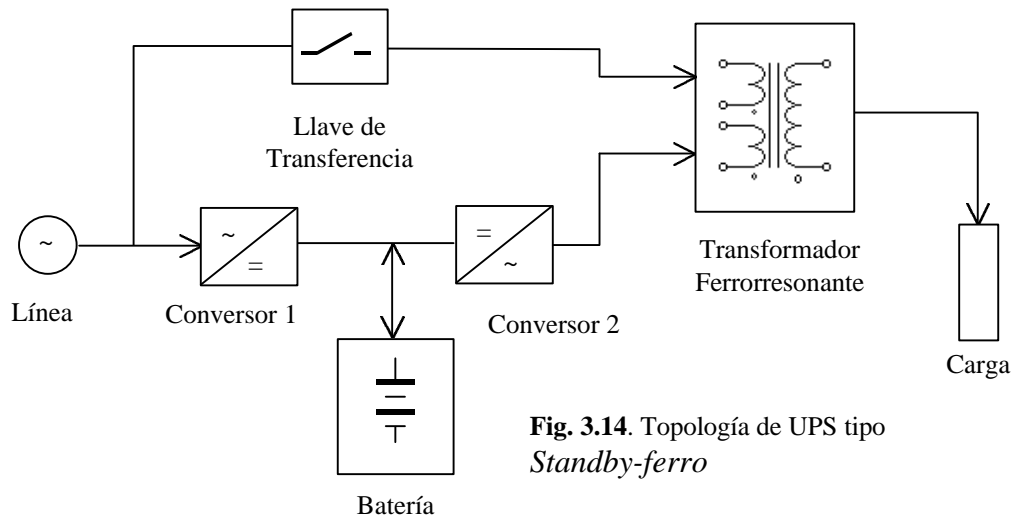 Llave de
Transferencia
~
Línea
~
=
Conversor 1
=
~
Conversor 2
Transformador
Ferrorresonante
Carga
Batería
Fig. 3.14. Topología de UPS tipo
Standby-ferro